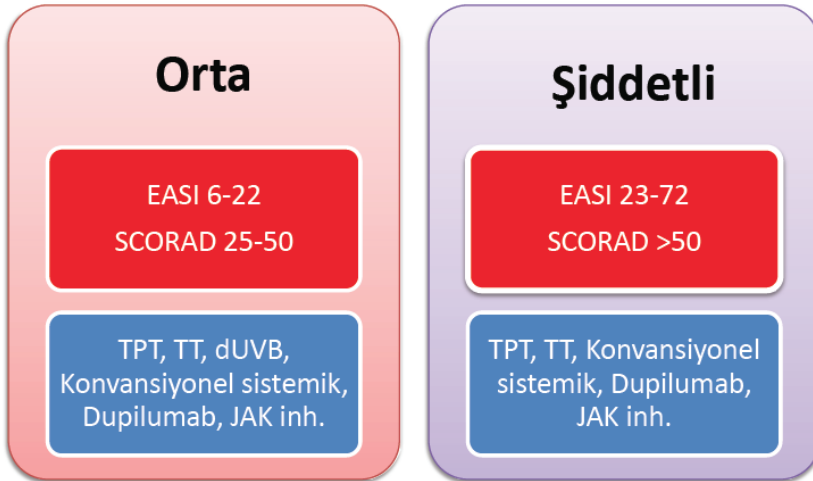 Orta
EASI 6-22
SCORAD 25-50
TPT, TT, dUVB,
Konvansiyonel sistemik,
Dupilumab, JAK inh.
Şiddetli
EASI 23-72
SCORAD >50
TPT, TT, Konvansiyonel
sistemik, Dupilumab,
JAK inh.